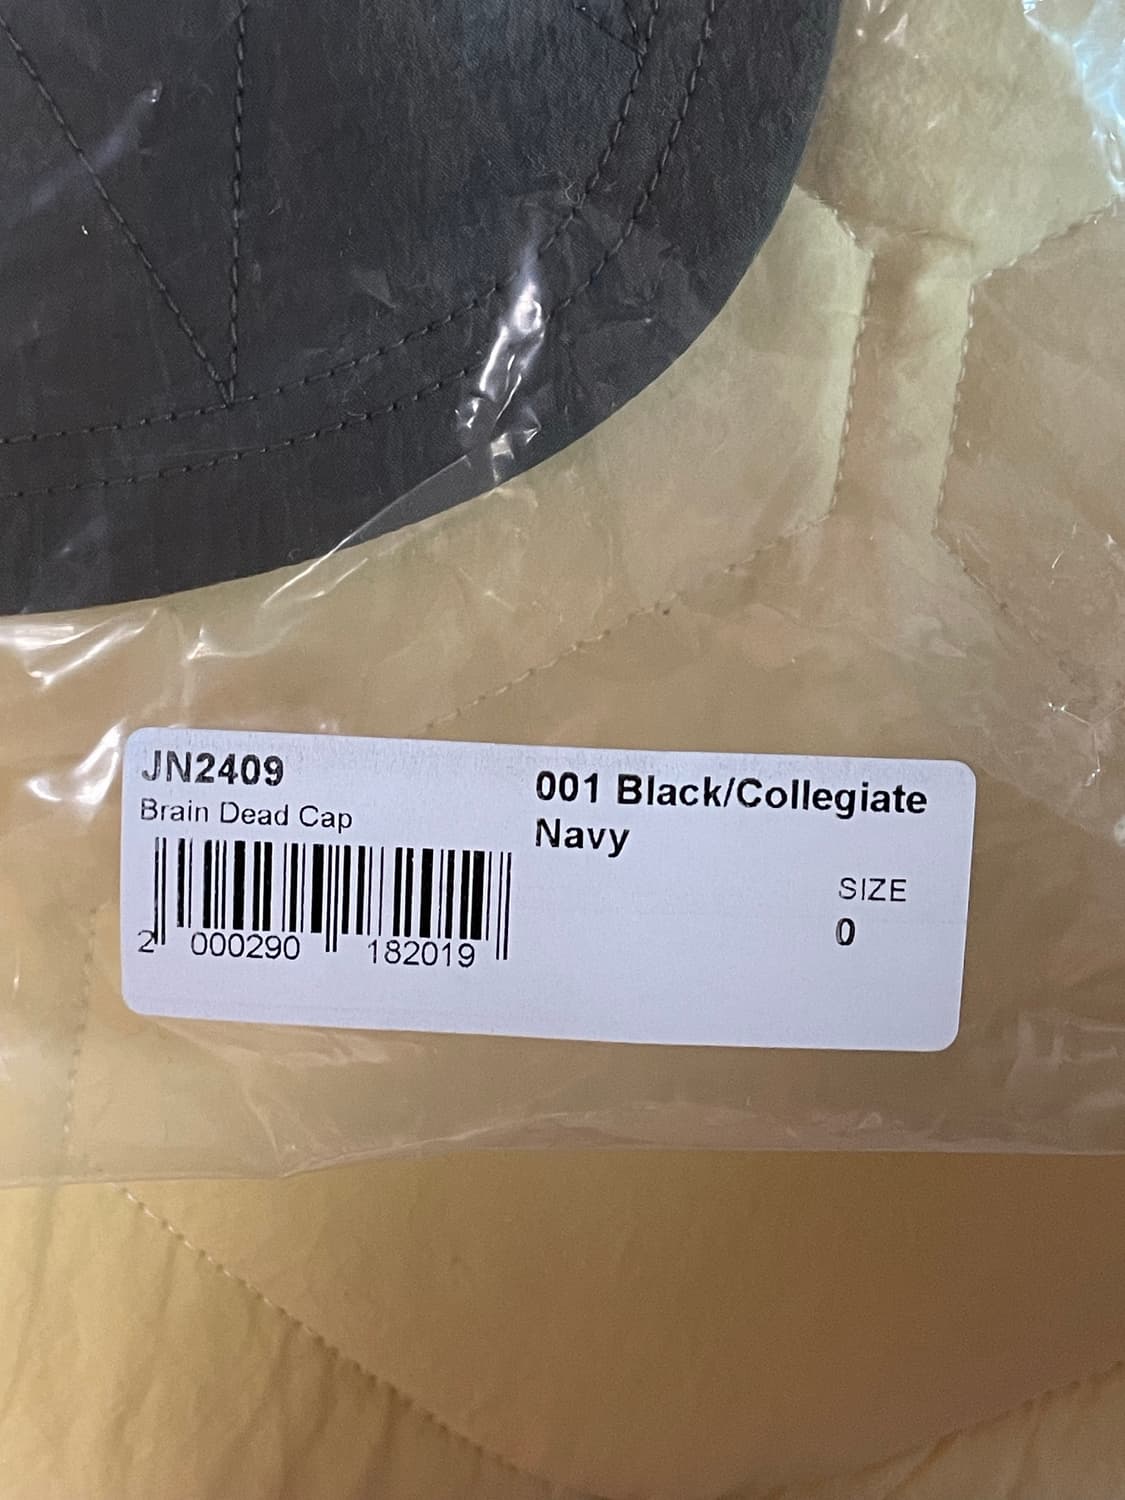 JN2409
Brain Dead Cap
001 Black/Collegiate
Navy
SIZE
0
2 000290 182019